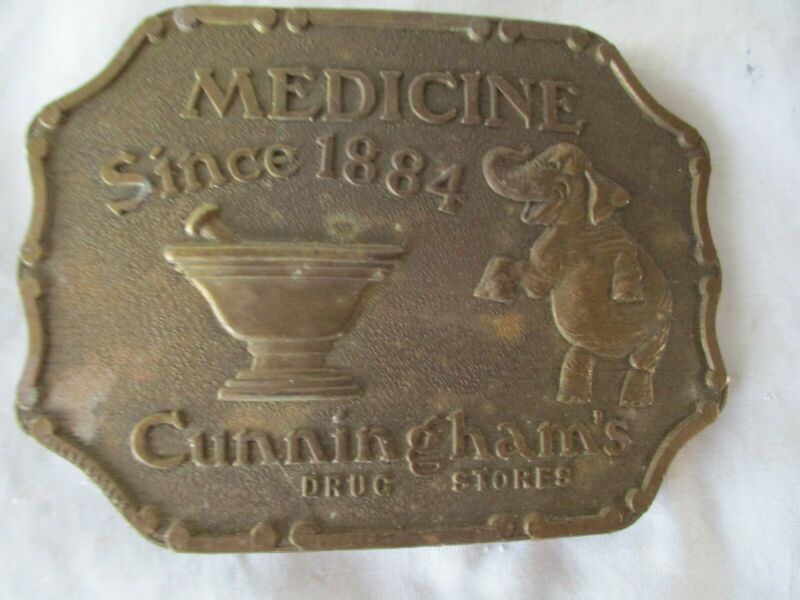 MEDICINE
Since 1884
Cunningham's
DRUG STORES